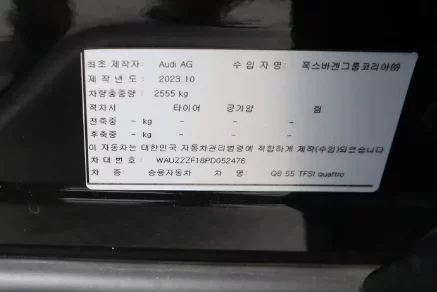 최초 제작자: Audi AG 수 입 자 명: 폭스바겐그룹코리아㈜
제 작 년 도 : 2023.10
차량총중량 : 2555 kg
적차시 타이어 공기압 림
전축중 - kg - - -
후축중 - kg - - -
이 자동차는 대한민국 자동차관리법령에 적합하게 제작(수입)되었습니다
차 대 번 호: WAUZZZF18PD052476
차 종: 승용자동차 차 명: Q8 55 TFSI quattro